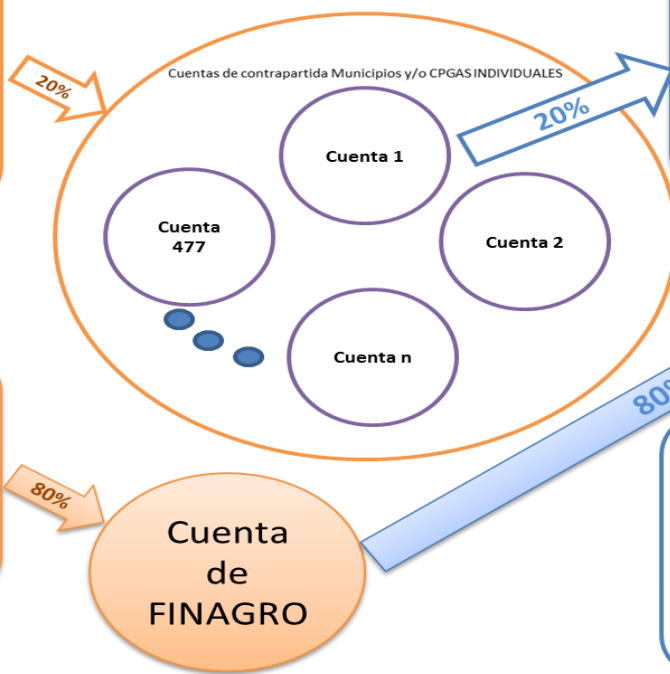 Cuentas de contrapartida Municipios y/o CPGAS INDIVIDUALES
20%
20%
Cuenta 1
Cuenta
477
Cuenta 2
Cuenta n
80%
80%
Cuenta
de
FINAGRO